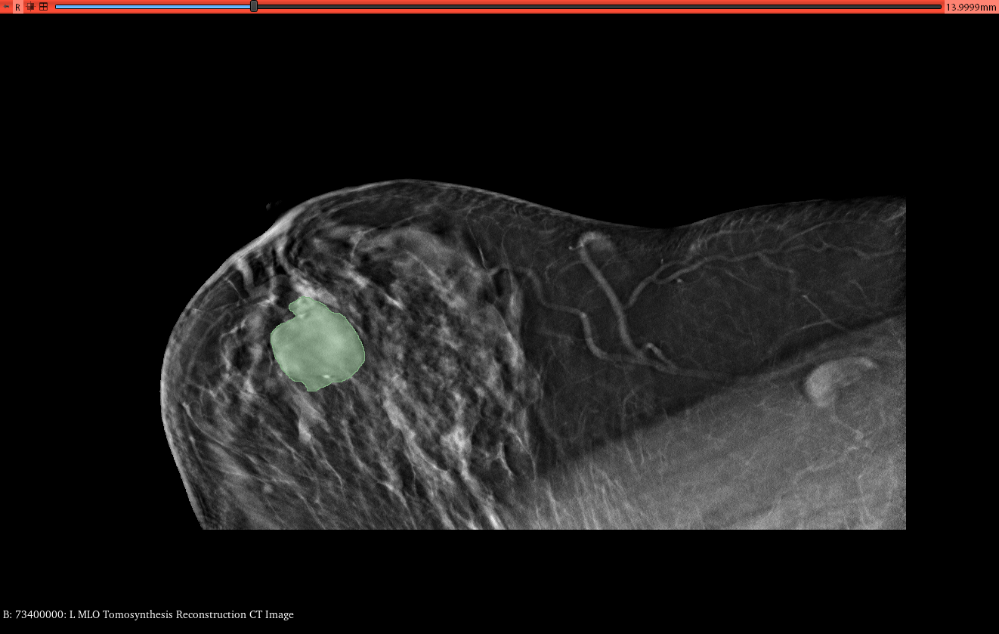 R
13.9999mm
B: 73400000: L MLO Tomosynthesis Reconstruction CT Image